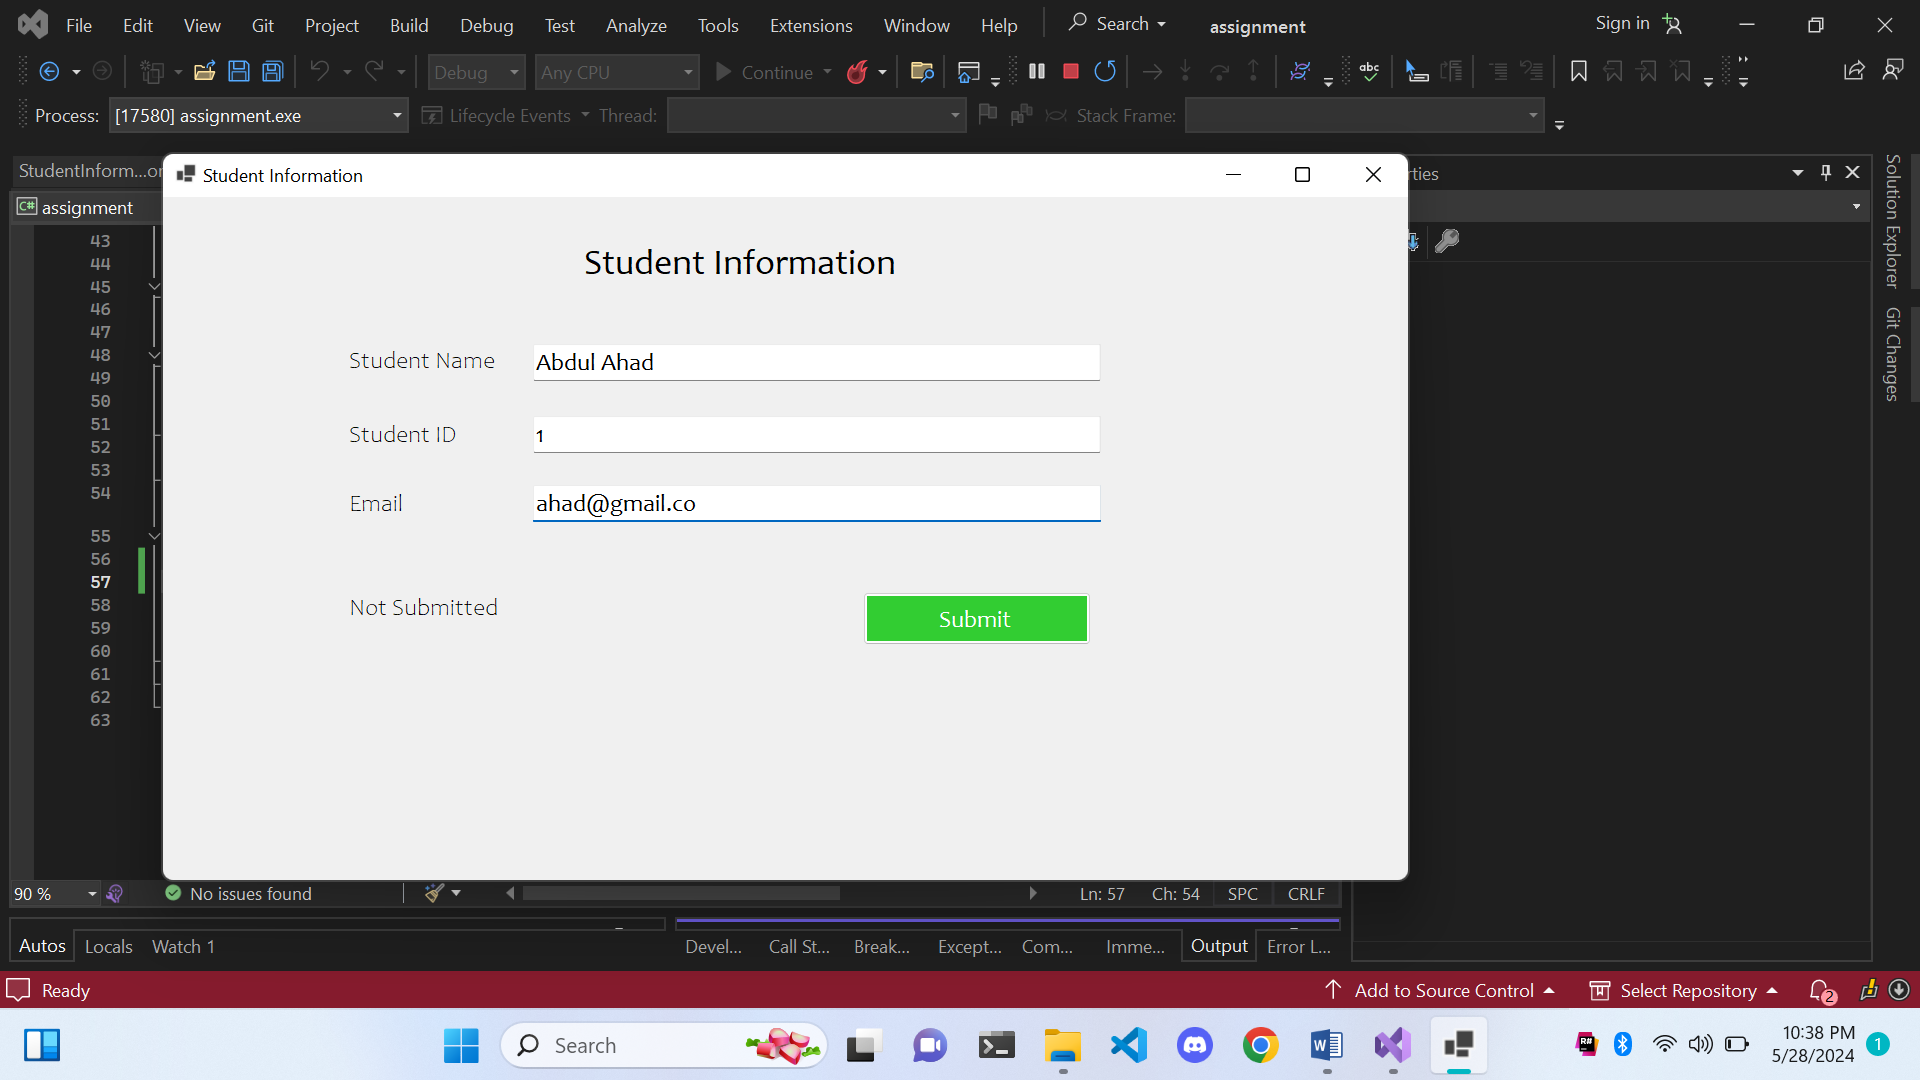 File Edit View Git Project Build Debug Test Analyze Tools Extensions Window Help Search assignment Sign in
Debug Any CPU Continue abc
Process: [17580] assignment.exe Lifecycle Events Thread: Stack Frame:
StudentInform...or
Student Information
rties
C# assignment
Solution Explorer
Git Changes
43
44
45
46
47
48
49
50
51
52
53
54
55
56
57
58
59
60
61
62
63
Student Information
Student Name Abdul Ahad
Student ID 1
Email ahad@gmail.co
Not Submitted Submit
90 % No issues found Ln: 57 Ch: 54 SPC CRLF
Autos Locals Watch 1 Devel... Call St... Break... Except... Com... Imme... Output Error L...
Ready Add to Source Control Select Repository 2
Search R# 10:38 PM 1
5/28/2024